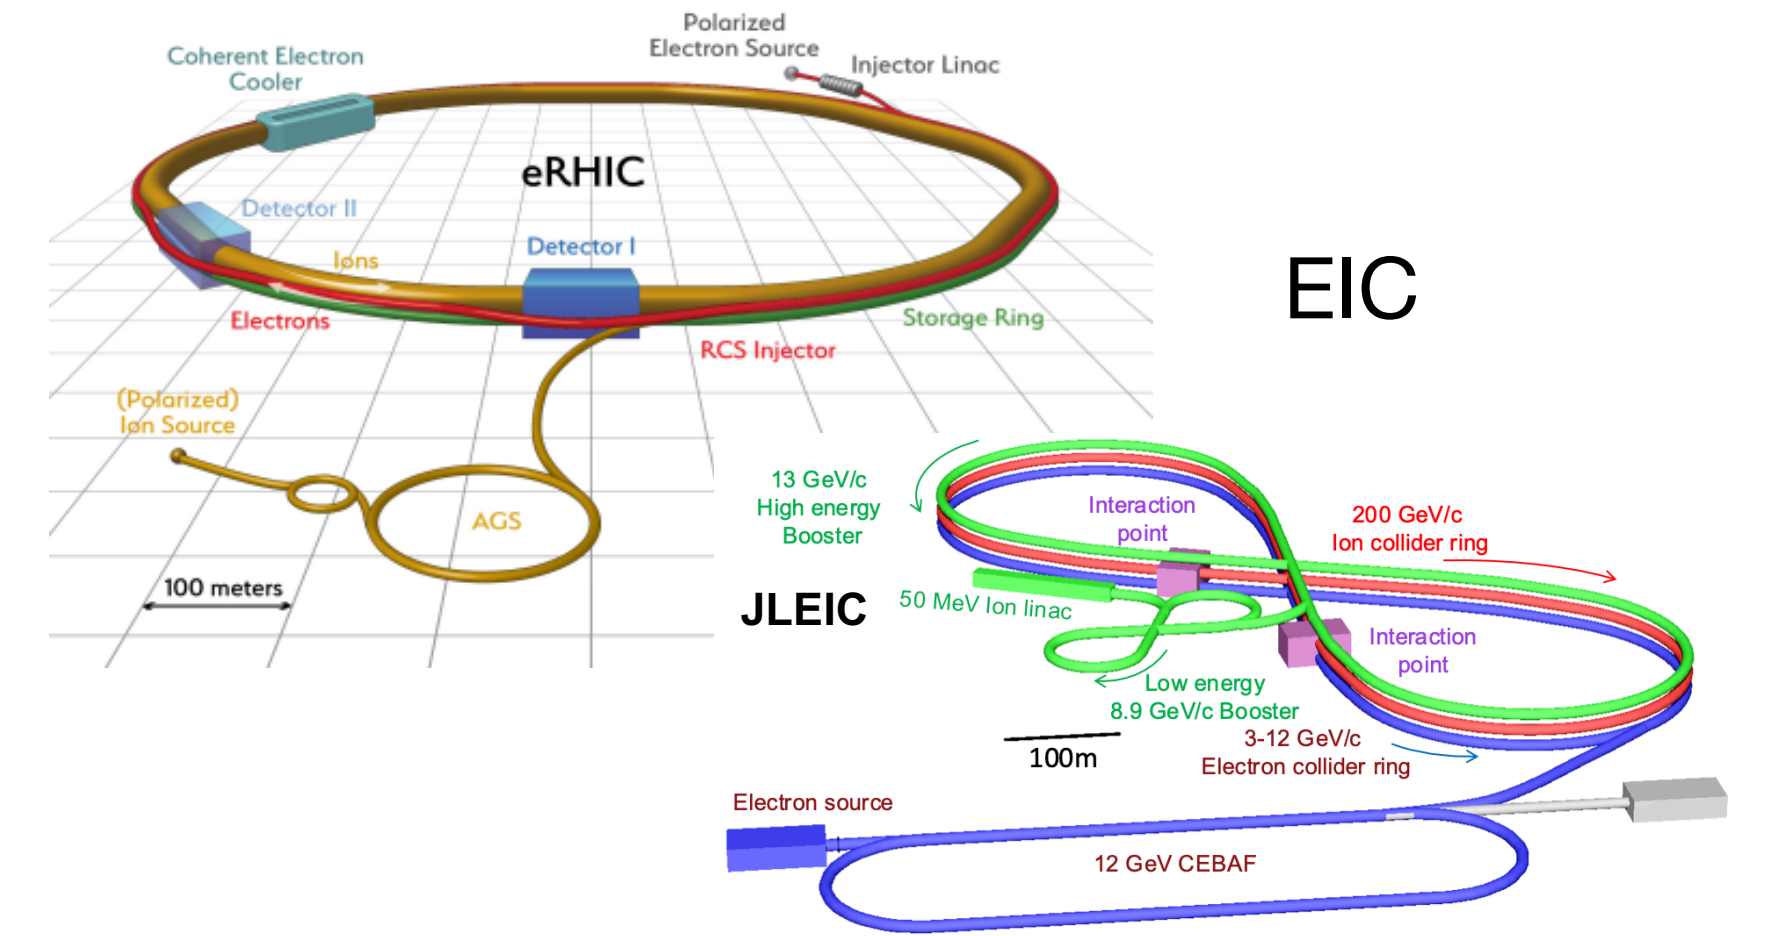 Polarized
Electron Source
Injector Linac
Coherent Electron
Cooler
eRHIC
Detector II
Detector I
Ions
Electrons
Storage Ring
RCS Injector
(Polarized)
Ion Source
AGS
100 meters
EIC
13 GeV/c
High energy
Booster
Interaction
point
200 GeV/c
Ion collider ring
50 MeV Ion linac
JLEIC
Interaction
point
Low energy
8.9 GeV/c Booster
100m
3-12 GeV/c
Electron collider ring
Electron source
12 GeV CEBAF